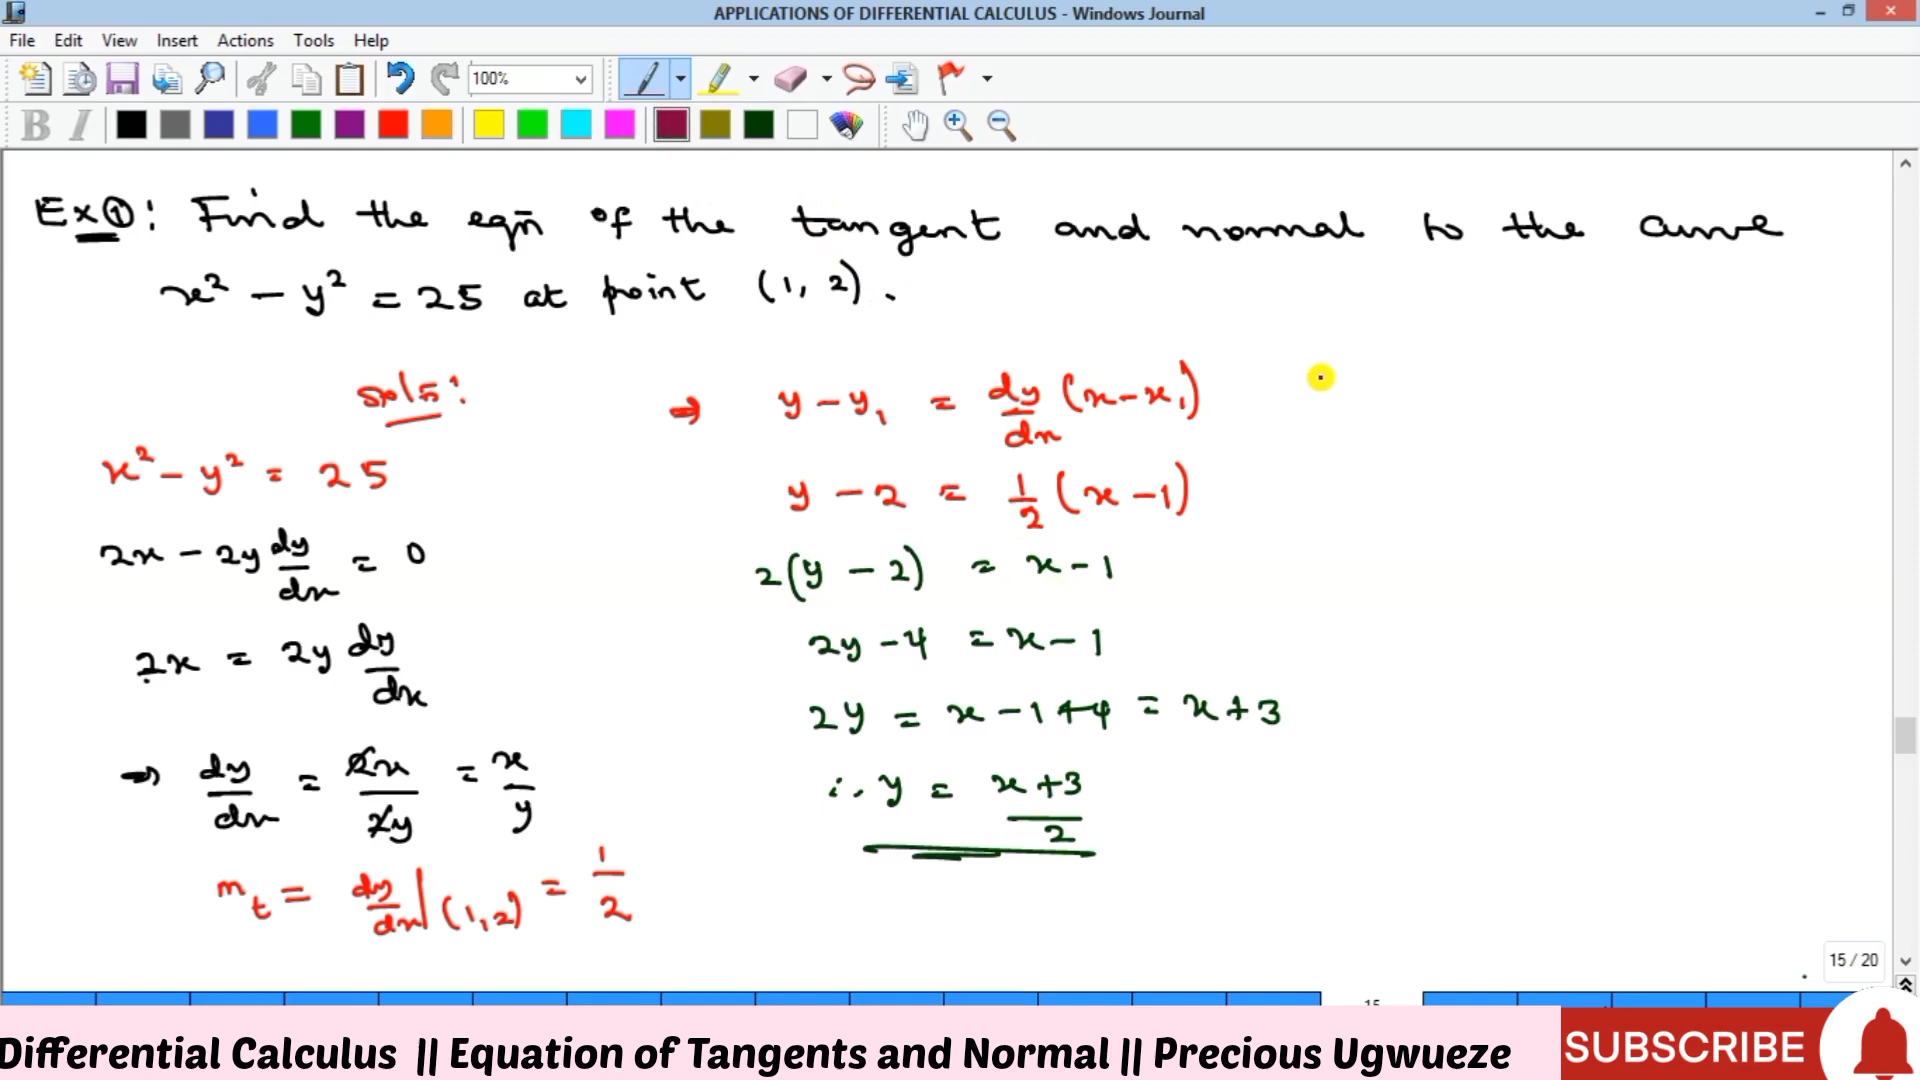 APPLICATIONS OF DIFFERENTIAL CALCULUS - Windows Journal
File Edit View Insert Actions Tools Help
100%
B I
Ex①: Find the eqn̄ of the tangent and normal to the curve
x² - y² = 25 at point (1, 2).
Solñ:
x² - y² = 25
2x - 2y dy/dx = 0
2x = 2y dy/dx
⇒ dy/dx = 2x/2y = x/y
m_t = dy/dx|(1,2) = 1/2
⇒ y - y₁ = dy/dx (x - x₁)
y - 2 = 1/2 (x - 1)
2(y - 2) = x - 1
2y - 4 = x - 1
2y = x - 1 + 4 = x + 3
∴ y = x+3/2
15 / 20
15
Differential Calculus || Equation of Tangents and Normal || Precious Ugwueze
SUBSCRIBE